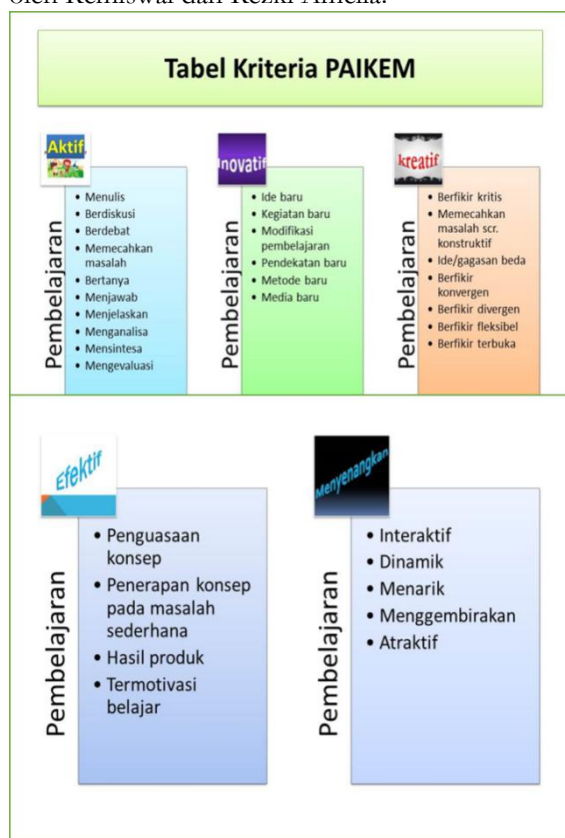 oleh Kemiswai dan Rezki Amelia.
Tabel Kriteria PAIKEM
Aktif
Pembelajaran
• Menulis
• Berdiskusi
• Berdebat
• Memecahkan
masalah
• Bertanya
• Menjawab
• Menjelaskan
• Menganalisa
• Mensintesa
• Mengevaluasi
Inovatif
Pembelajaran
• Ide baru
• Kegiatan baru
• Modifikasi
pembelajaran
• Pendekatan baru
• Metode baru
• Media baru
kreatif
Pembelajaran
• Berfikir kritis
• Memecahkan
masalah scr.
konstruktif
• Ide/gagasan beda
• Berfikir
konvergen
• Berfikir divergen
• Berfikir fleksibel
• Berfikir terbuka
Efektif
Pembelajaran
• Penguasaan
konsep
• Penerapan konsep
pada masalah
sederhana
• Hasil produk
• Termotivasi
belajar
Menyenangkan
Pembelajaran
• Interaktif
• Dinamik
• Menarik
• Menggembirakan
• Atraktif